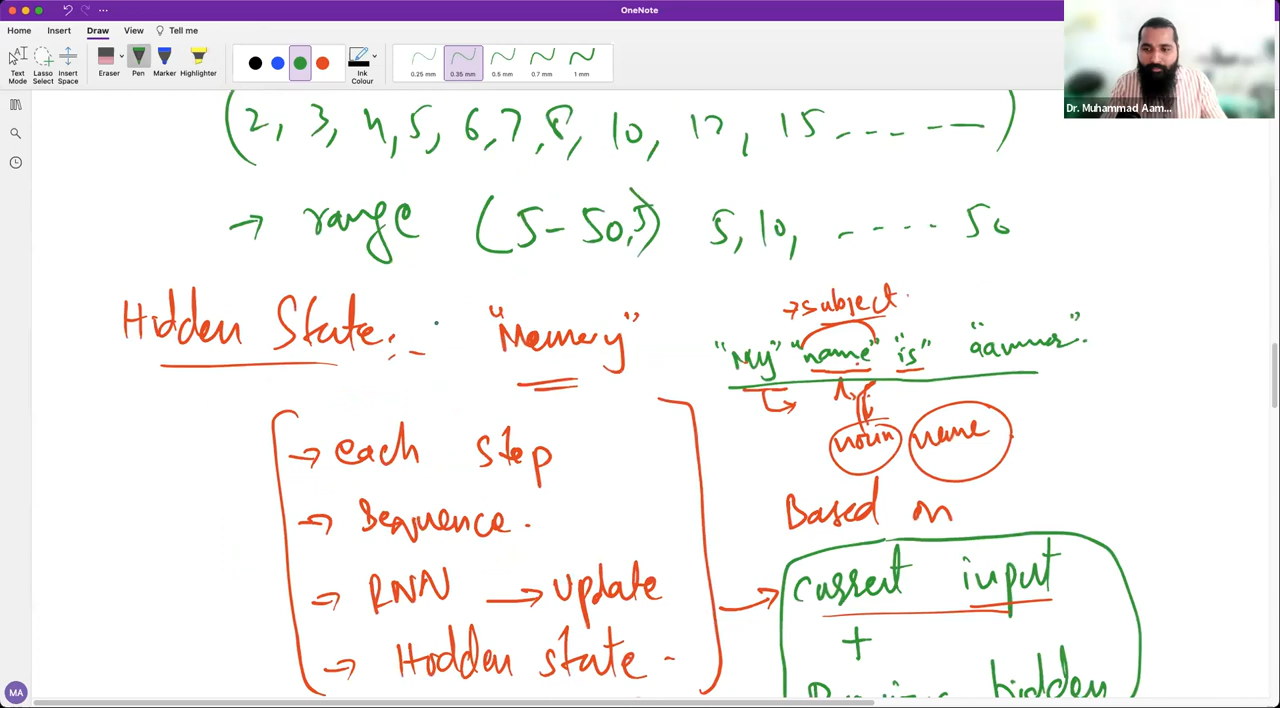 OneNote
Home Insert Draw View Tell me
Text Mode Lasso Select Insert Space Eraser Pen Marker Highlighter Ink Colour 0.25 mm 0.35 mm 0.5 mm 0.7 mm 1 mm
Dr. Muhammad Aam...
(2, 3, 4, 5, 6, 7, 8, 10, 12, 15 ..... —)
→ range (5 - 50, 5) 5, 10, ..... 50
→ subject
Hidden State: - "Memory"
"My" "name" "is" "aammar".
noun name
→ each step
→ Sequence.
Based on
→ RNN → update
current input
+
→ Hodden state -
Previous hidden
MA